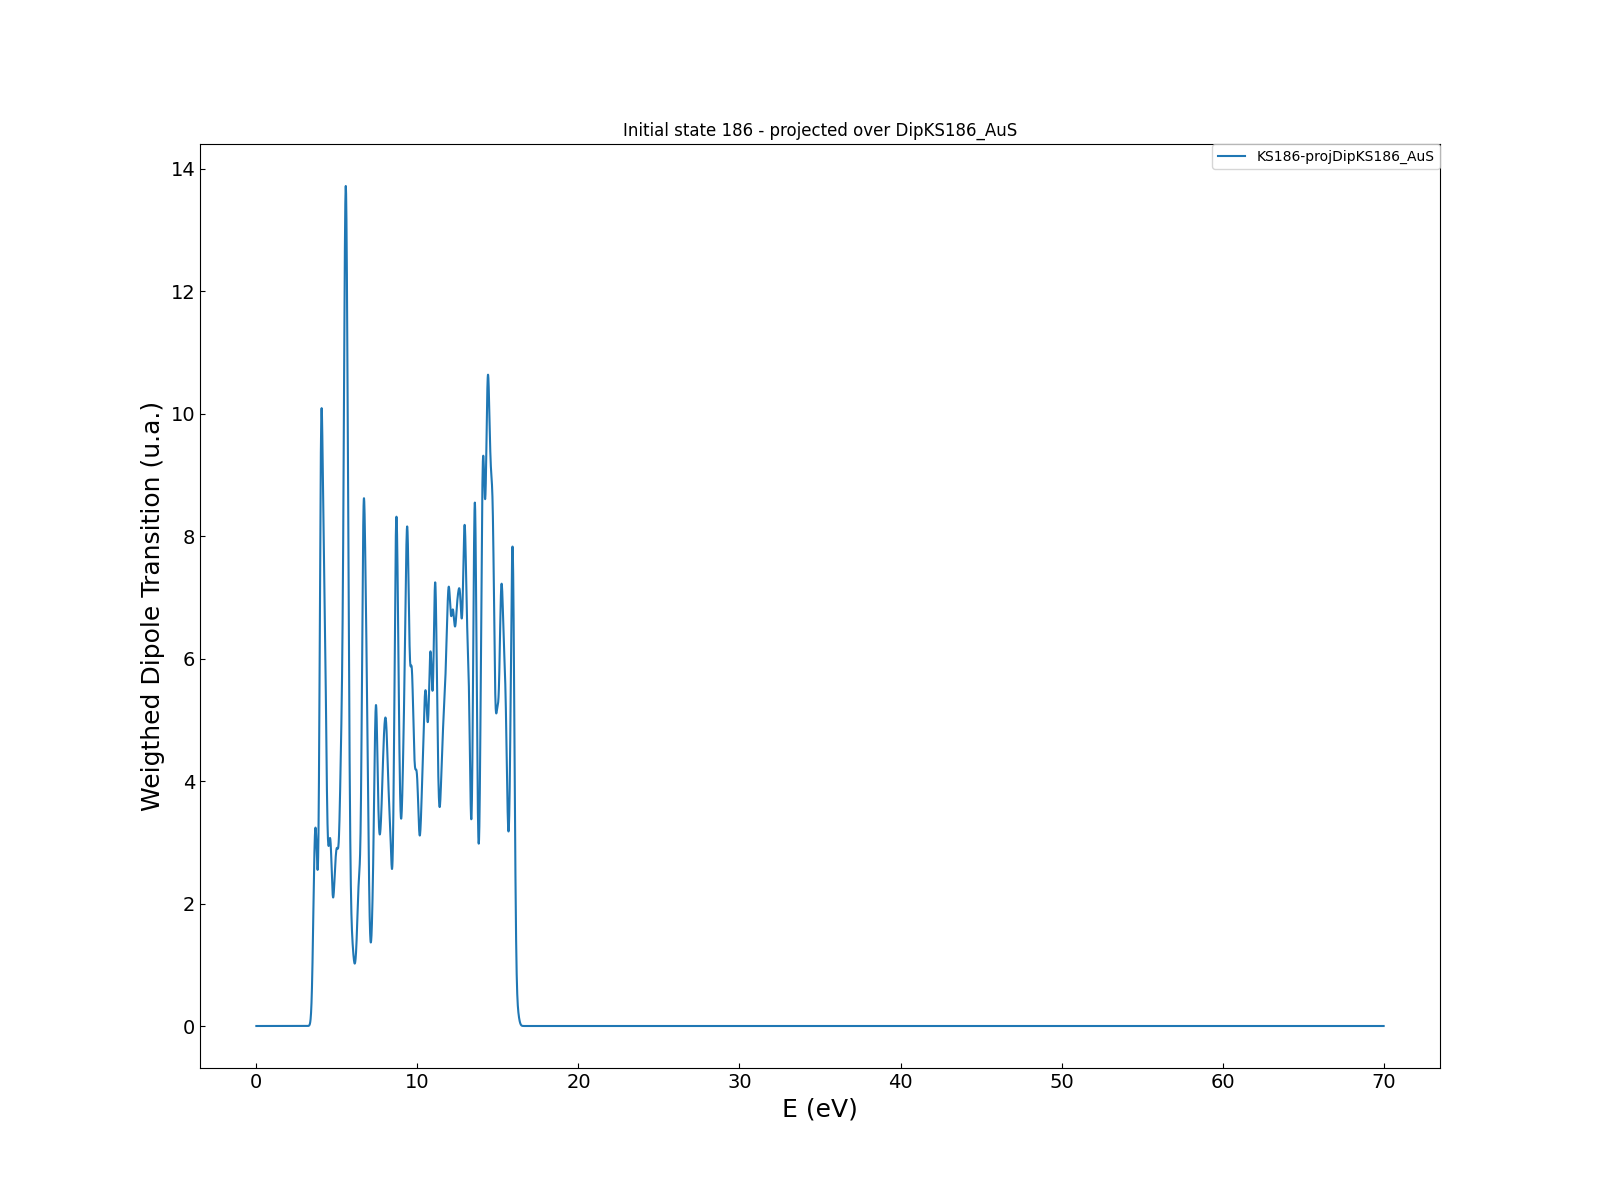 Initial state 186 - projected over DipKS186_AuS
KS186-projDipKS186_AuS
Weigthed Dipole Transition (u.a.)
14
12
10
8
6
4
2
0
0 10 20 30 40 50 60 70
E (eV)